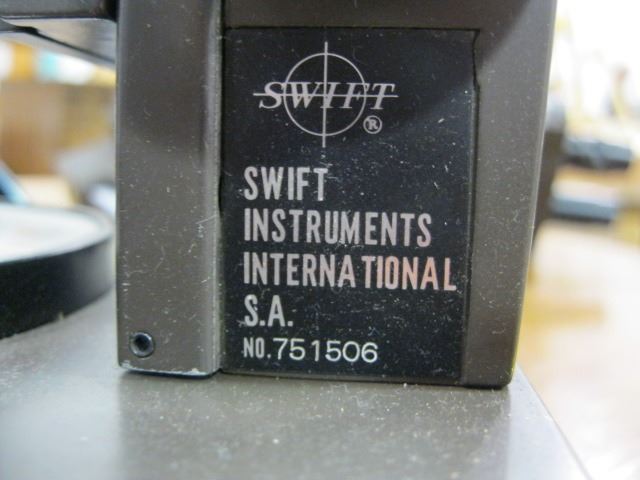 SWIFT
®
SWIFT
INSTRUMENTS
INTERNATIONAL
S.A.
NO.751506